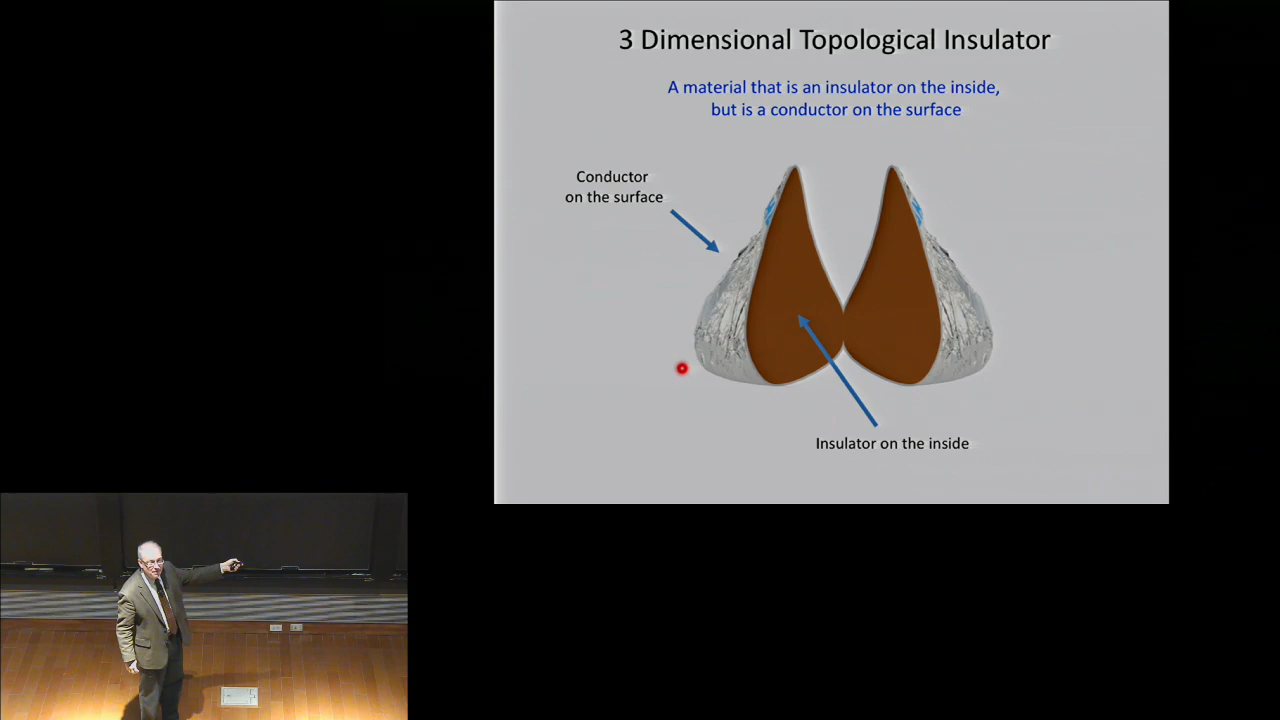 3 Dimensional Topological Insulator
A material that is an insulator on the inside,
but is a conductor on the surface
Conductor
on the surface
Insulator on the inside